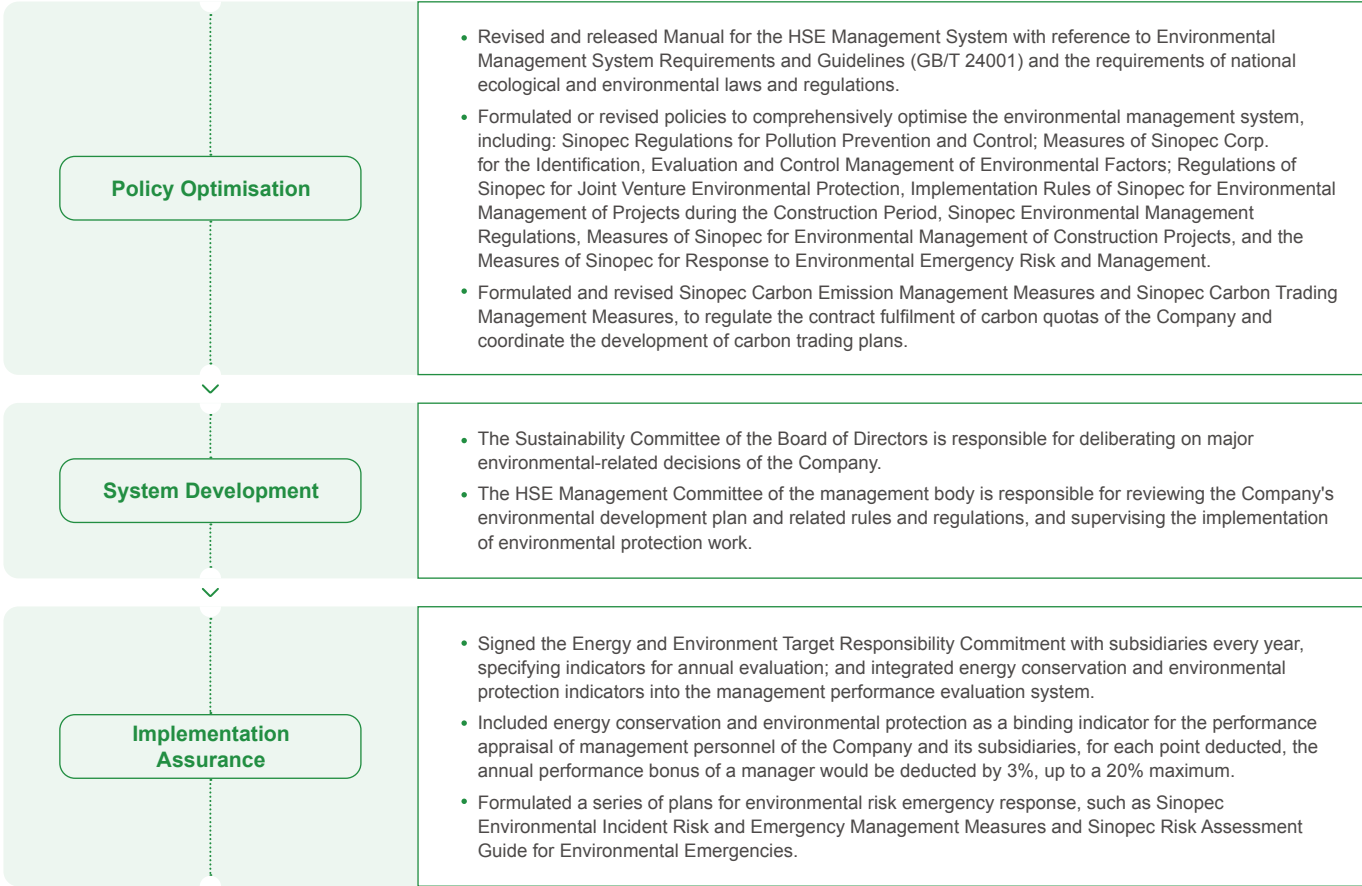 Policy Optimisation
• Revised and released Manual for the HSE Management System with reference to Environmental
Management System Requirements and Guidelines (GB/T 24001) and the requirements of national
ecological and environmental laws and regulations.
• Formulated or revised policies to comprehensively optimise the environmental management system,
including: Sinopec Regulations for Pollution Prevention and Control; Measures of Sinopec Corp.
for the Identification, Evaluation and Control Management of Environmental Factors; Regulations of
Sinopec for Joint Venture Environmental Protection, Implementation Rules of Sinopec for Environmental
Management of Projects during the Construction Period, Sinopec Environmental Management
Regulations, Measures of Sinopec for Environmental Management of Construction Projects, and the
Measures of Sinopec for Response to Environmental Emergency Risk and Management.
• Formulated and revised Sinopec Carbon Emission Management Measures and Sinopec Carbon Trading
Management Measures, to regulate the contract fulfilment of carbon quotas of the Company and
coordinate the development of carbon trading plans.
System Development
• The Sustainability Committee of the Board of Directors is responsible for deliberating on major
environmental-related decisions of the Company.
• The HSE Management Committee of the management body is responsible for reviewing the Company's
environmental development plan and related rules and regulations, and supervising the implementation
of environmental protection work.
Implementation
Assurance
• Signed the Energy and Environment Target Responsibility Commitment with subsidiaries every year,
specifying indicators for annual evaluation; and integrated energy conservation and environmental
protection indicators into the management performance evaluation system.
• Included energy conservation and environmental protection as a binding indicator for the performance
appraisal of management personnel of the Company and its subsidiaries, for each point deducted, the
annual performance bonus of a manager would be deducted by 3%, up to a 20% maximum.
• Formulated a series of plans for environmental risk emergency response, such as Sinopec
Environmental Incident Risk and Emergency Management Measures and Sinopec Risk Assessment
Guide for Environmental Emergencies.